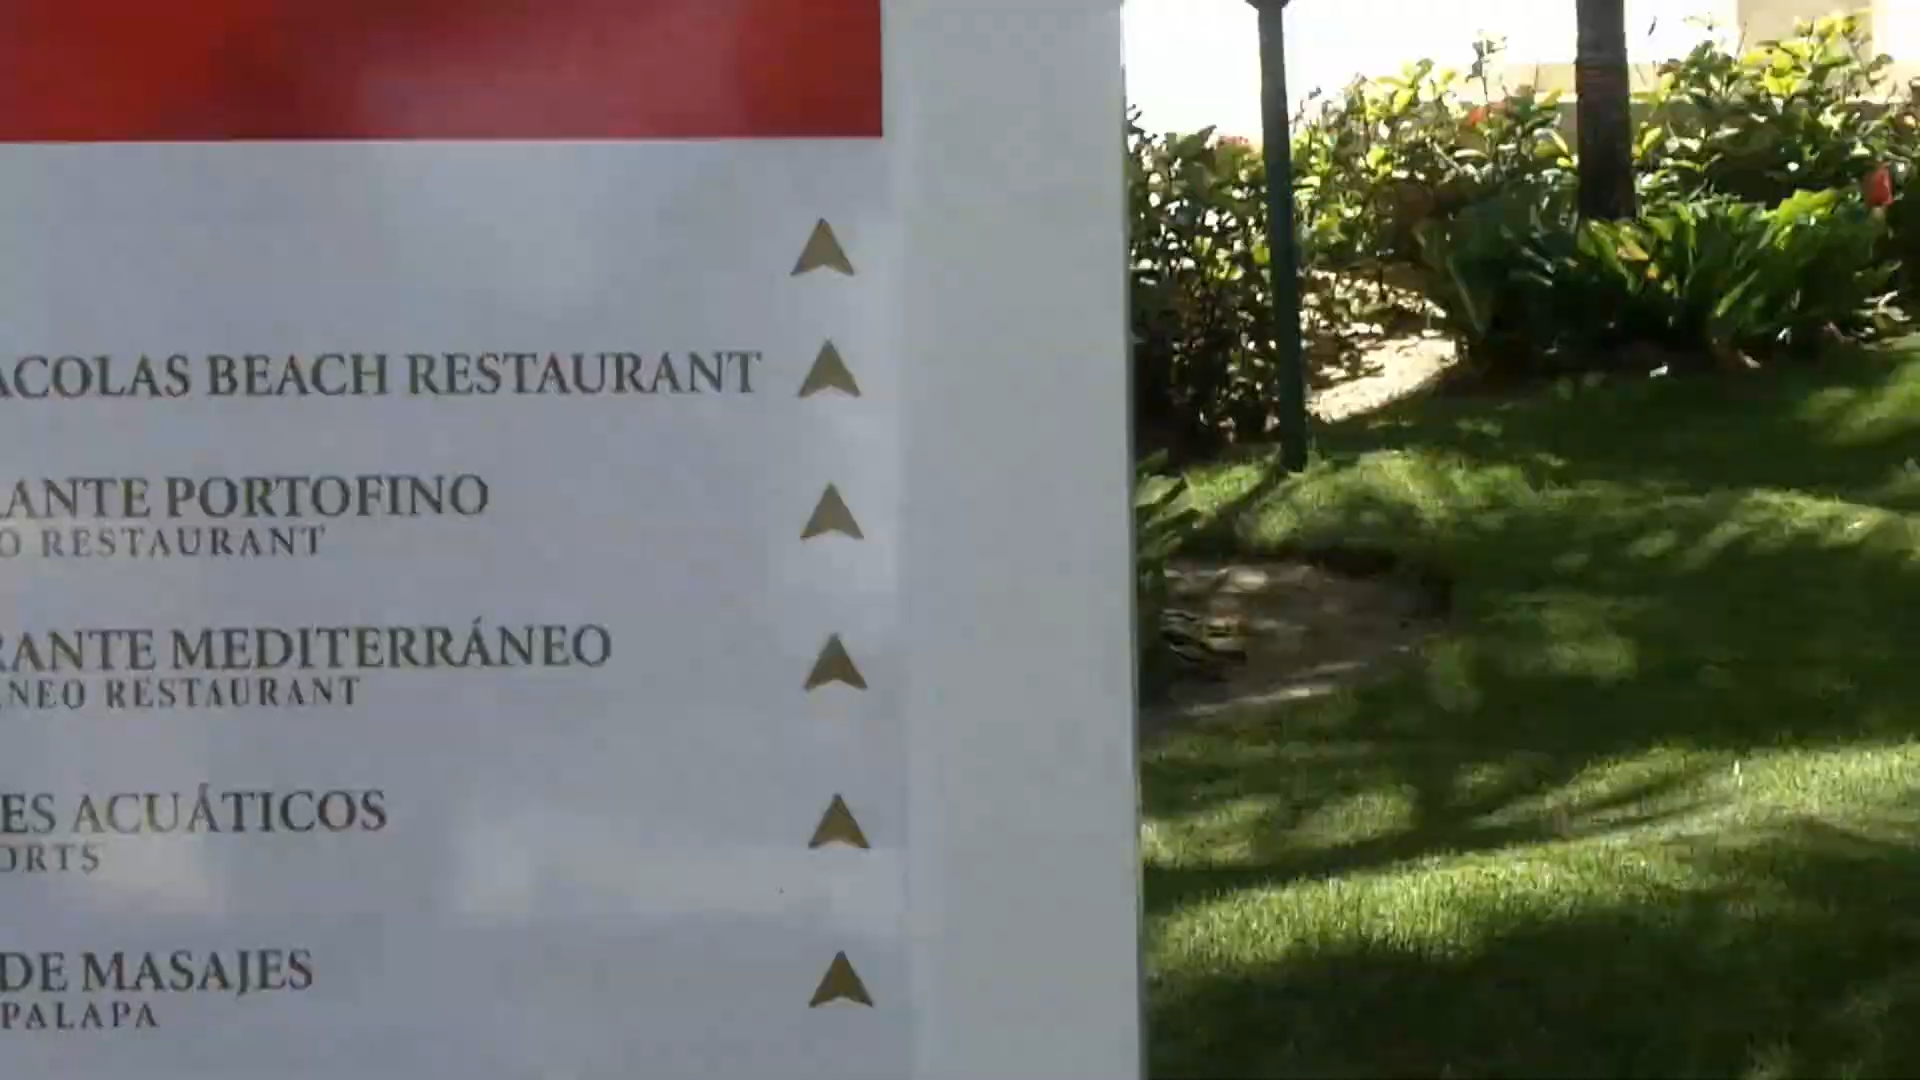 ACOLAS BEACH RESTAURANT
ANTE PORTOFINO
O RESTAURANT
RANTE MEDITERRÁNEO
NEO RESTAURANT
ES ACUÁTICOS
ORTS
DE MASAJES
PALAPA